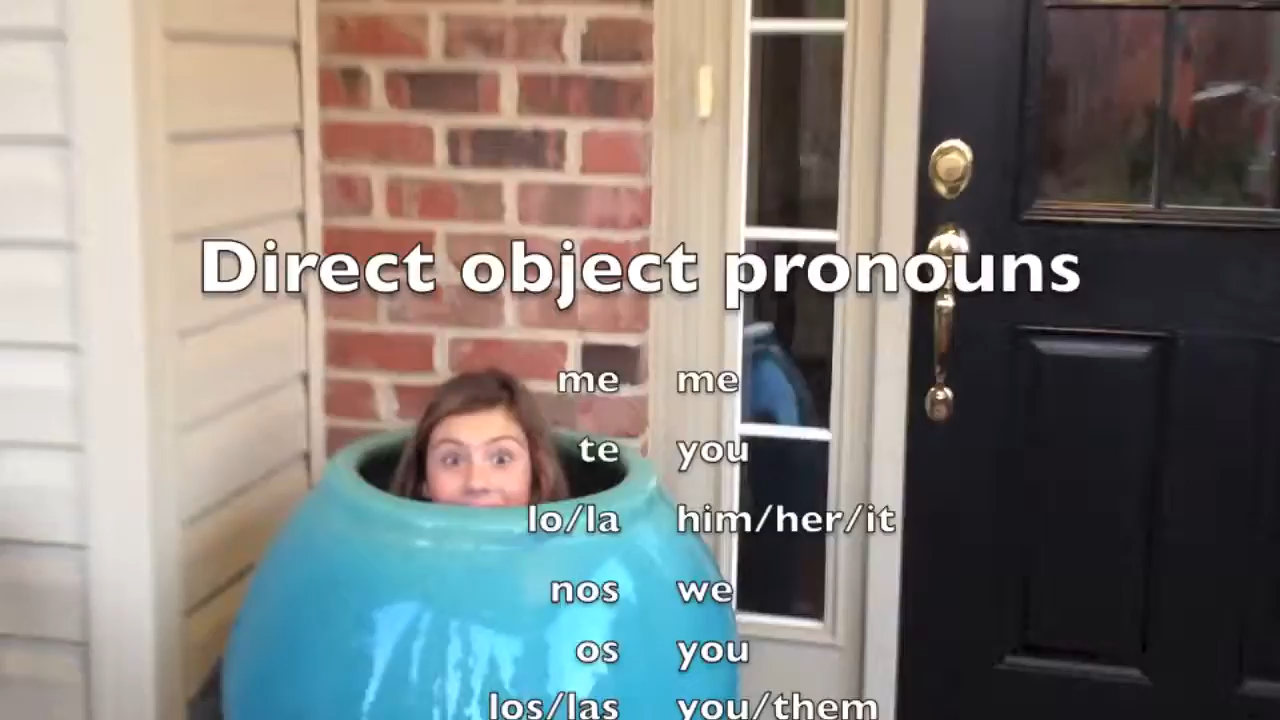 Direct object pronouns
me me
te you
lo/la him/her/it
nos we
os you
los/las you/them